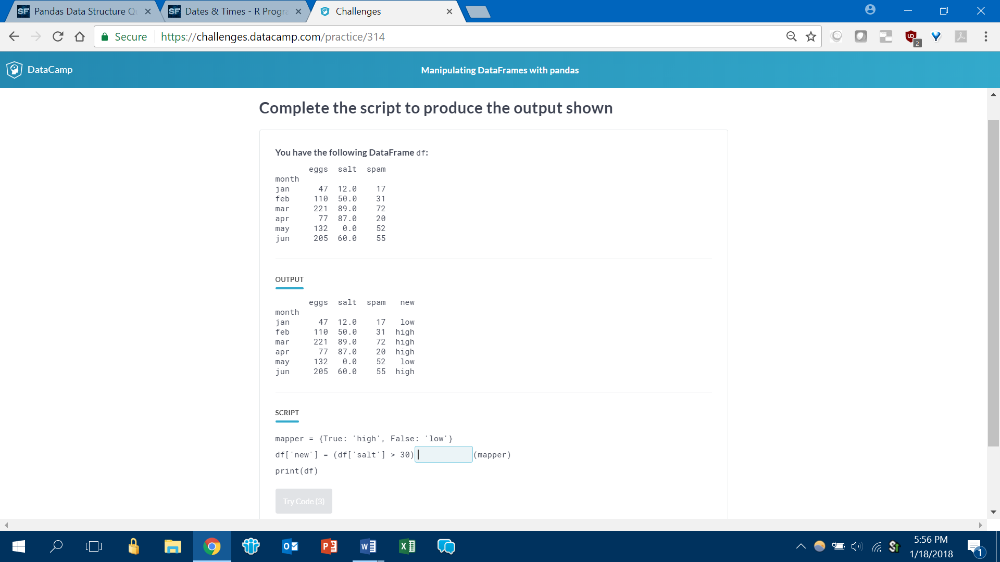 SF Pandas Data Structure Q
SF Dates & Times - R Progra
Challenges
Secure https://challenges.datacamp.com/practice/314
2
DataCamp
Manipulating DataFrames with pandas
Complete the script to produce the output shown
You have the following DataFrame df:
eggs salt spam
month
jan 47 12.0 17
feb 110 50.0 31
mar 221 89.0 72
apr 77 87.0 20
may 132 0.0 52
jun 205 60.0 55
OUTPUT
eggs salt spam new
month
jan 47 12.0 17 low
feb 110 50.0 31 high
mar 221 89.0 72 high
apr 77 87.0 20 high
may 132 0.0 52 low
jun 205 60.0 55 high
SCRIPT
mapper = {True: 'high', False: 'low'}
df['new'] = (df['salt'] > 30) (mapper)
print(df)
Try Code (3)
5:56 PM
1/18/2018
1